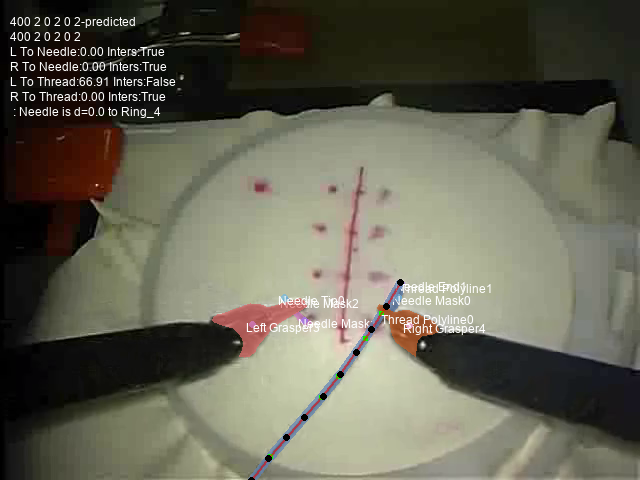 400 2 0 2 0 2-predicted
400 2 0 2 0 2
L To Needle:0.00 Inters:True
R To Needle:0.00 Inters:True
L To Thread:66.91 Inters:False
R To Thread:0.00 Inters:True
: Needle is d=0.0 to Ring_4
Thread Polyline1
Needle Tip0
Mask2
Needle Mask0
Thread Polyline0
Needle Mask
Left Grasper3
Right Grasper4